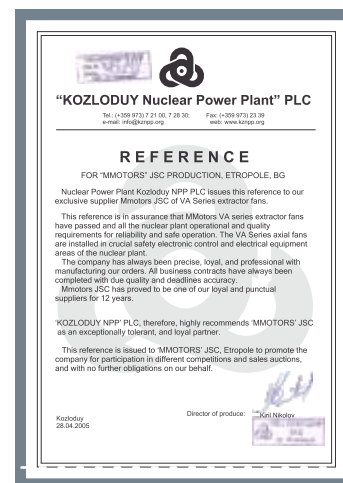 “KOZLODUY Nuclear Power Plant” PLC
Tel.: (+359 973) 7 21 00, 7 28 30; Fax: (+359 973) 23 39
e-mail: info@kznpp.org web: www.kznpp.org
REFERENCE
FOR “MMOTORS” JSC PRODUCTION, ETROPOLE, BG
Nuclear Power Plant Kozloduy NPP PLC issues this reference to our
exclusive supplier Mmotors JSC of VA Series extractor fans.
This reference is in assurance that MMotors VA series extractor fans
have passed and all the nuclear plant operational and quality
requirements for reliability and safe operation. The VA Series axial fans
are installed in crucial safety electronic control and electrical equipment
areas of the nuclear plant.
The company has always been precise, loyal, and professional with
manufacturing our orders. All business contracts have always been
completed with due quality and deadlines accuracy.
Mmotors JSC has proved to be one of our loyal and punctual
suppliers for 12 years.
‘KOZLODUY NPP’ PLC, therefore, highly recommends ‘MMOTORS’ JSC
as an exceptionally tolerant, and loyal partner.
This reference is issued to ‘MMOTORS’ JSC, Etropole to promote the
company for participation in different competitions and sales auctions,
and with no further obligations on our behalf.
Director of produce: Kiril Nikolov
Kozloduy
28.04.2005